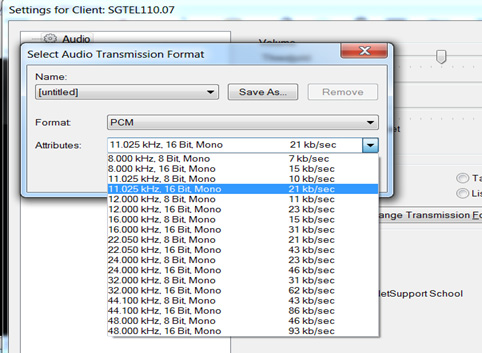 Settings for Client: SGTEL110.07
Audio
Volume
Select Audio Transmission Format
Name:
[untitled]
Save As...
Remove
Format:
PCM
Attributes:
11.025 kHz, 16 Bit, Mono 21 kb/sec
8.000 kHz, 8 Bit, Mono 7 kb/sec
8.000 kHz, 16 Bit, Mono 15 kb/sec
11.025 kHz, 8 Bit, Mono 10 kb/sec
11.025 kHz, 16 Bit, Mono 21 kb/sec
12.000 kHz, 8 Bit, Mono 11 kb/sec
12.000 kHz, 16 Bit, Mono 23 kb/sec
16.000 kHz, 8 Bit, Mono 15 kb/sec
16.000 kHz, 16 Bit, Mono 31 kb/sec
22.050 kHz, 8 Bit, Mono 21 kb/sec
22.050 kHz, 16 Bit, Mono 43 kb/sec
24.000 kHz, 8 Bit, Mono 23 kb/sec
24.000 kHz, 16 Bit, Mono 46 kb/sec
32.000 kHz, 8 Bit, Mono 31 kb/sec
32.000 kHz, 16 Bit, Mono 62 kb/sec
44.100 kHz, 8 Bit, Mono 43 kb/sec
44.100 kHz, 16 Bit, Mono 86 kb/sec
48.000 kHz, 8 Bit, Mono 46 kb/sec
48.000 kHz, 16 Bit, Mono 93 kb/sec
et
Ta
Lis
ange Transmission Fo
letSupport School